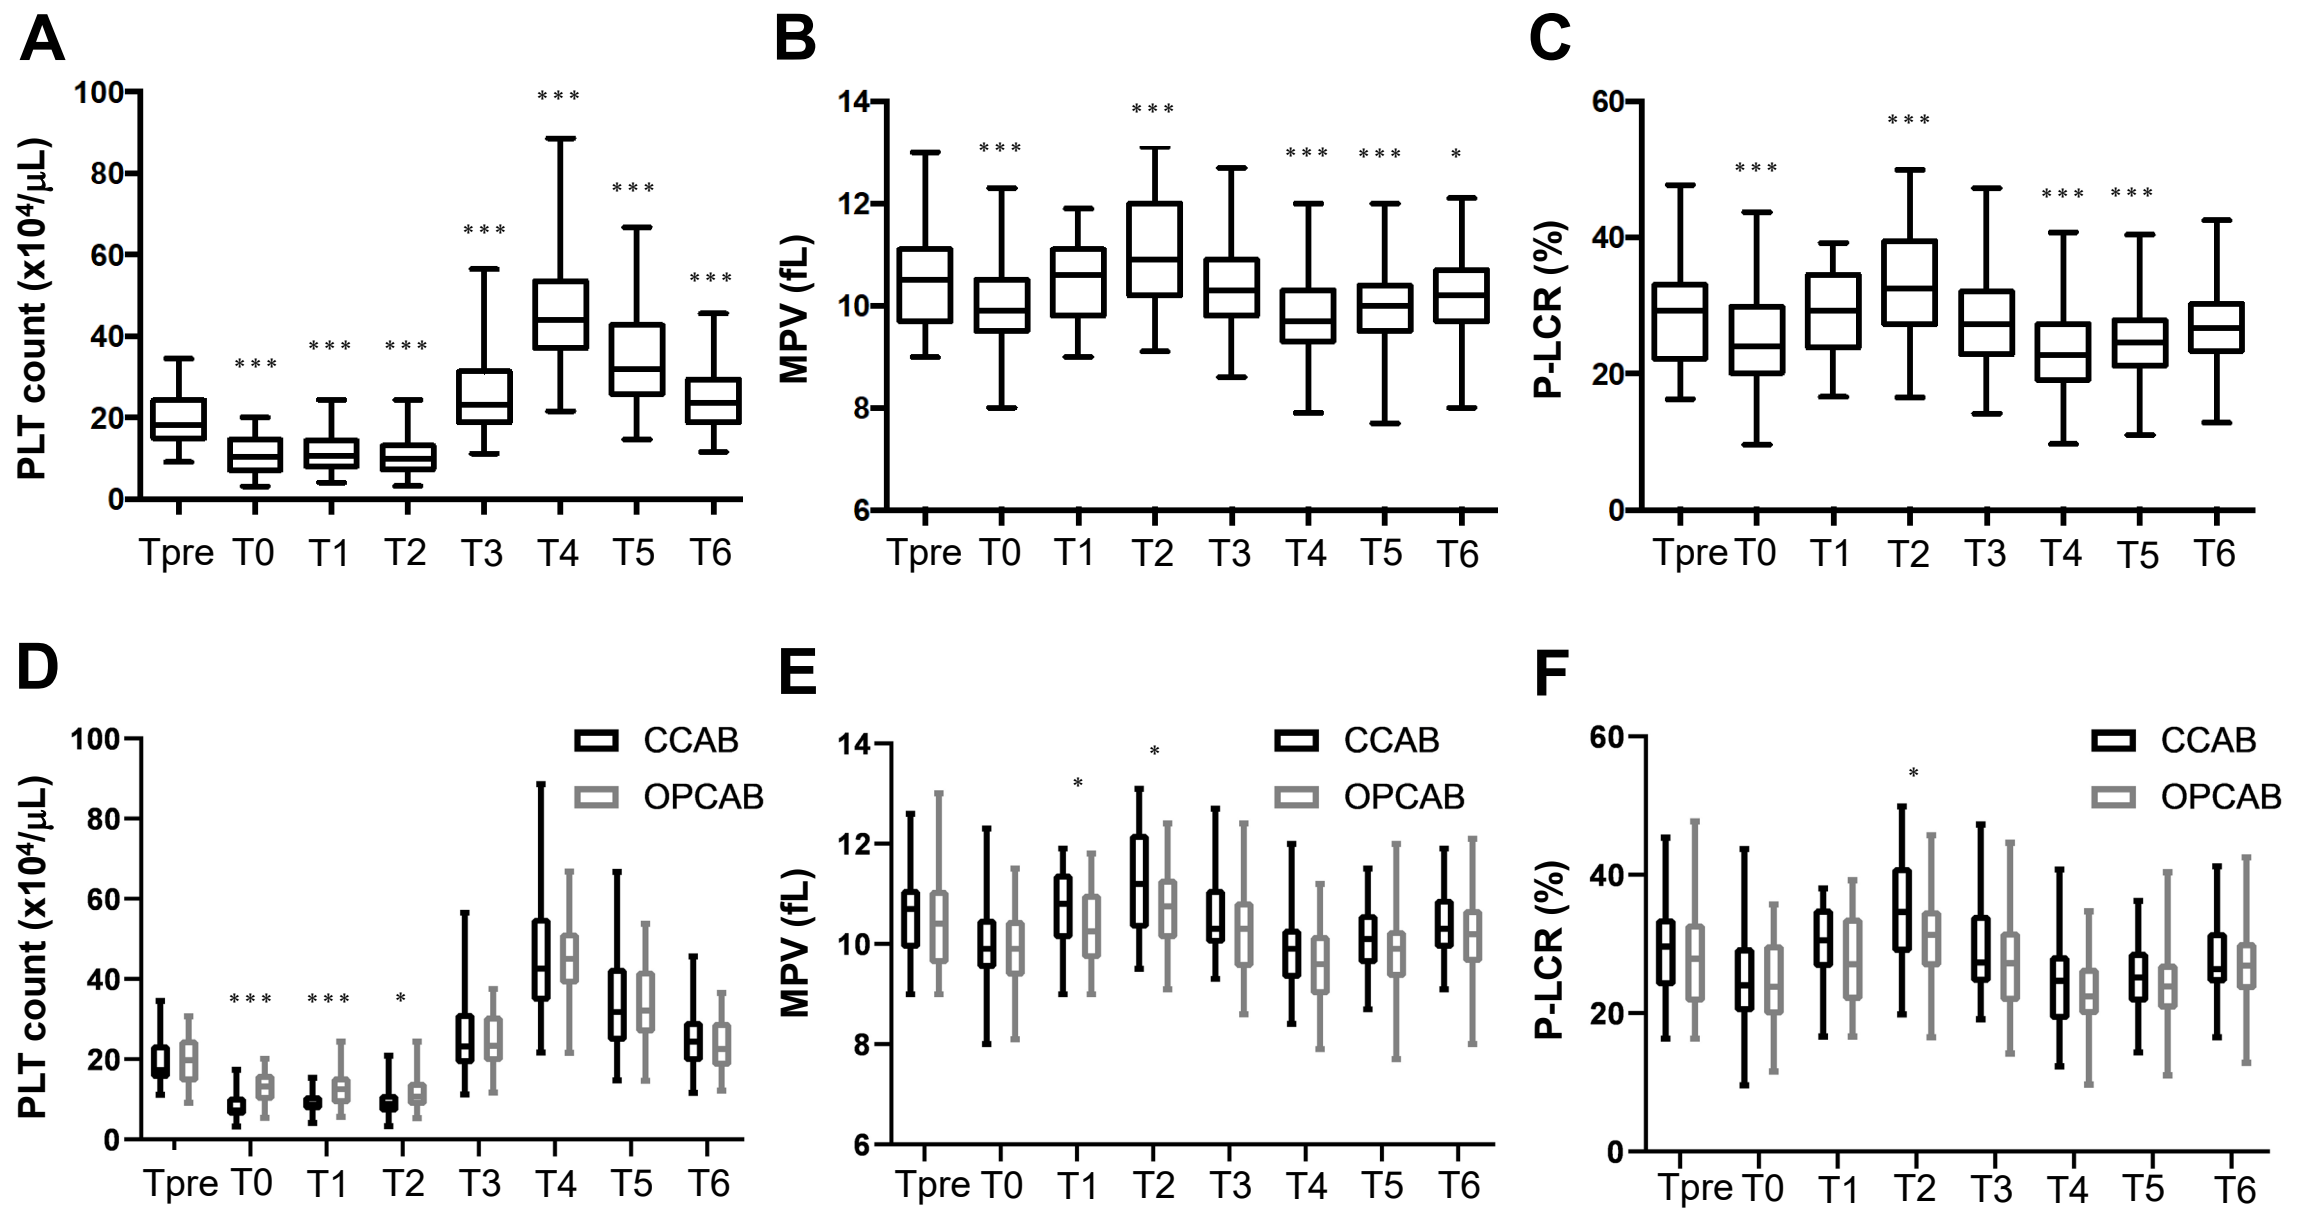 A
PLT count (x10⁴/μL)
100
80
60
40
20
0
***
***
***
***
***
***
***
Tpre T0 T1 T2 T3 T4 T5 T6
B
MPV (fL)
14
12
10
8
6
***
***
***
***
*
Tpre T0 T1 T2 T3 T4 T5 T6
C
P-LCR (%)
60
40
20
0
***
***
***
***
Tpre T0 T1 T2 T3 T4 T5 T6
D
PLT count (x10⁴/μL)
100
80
60
40
20
0
CCAB
OPCAB
***
***
*
Tpre T0 T1 T2 T3 T4 T5 T6
E
MPV (fL)
14
12
10
8
6
CCAB
OPCAB
*
*
Tpre T0 T1 T2 T3 T4 T5 T6
F
P-LCR (%)
60
40
20
0
CCAB
OPCAB
*
Tpre T0 T1 T2 T3 T4 T5 T6